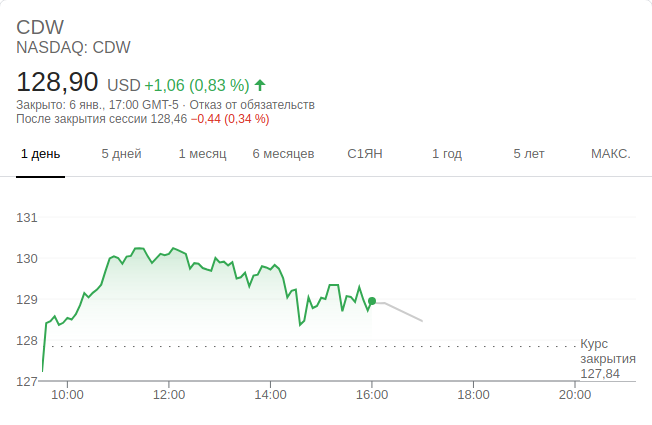 CDW
NASDAQ: CDW
128,90 USD +1,06 (0,83 %)
Закрыто: 6 янв., 17:00 GMT-5 · Отказ от обязательств
После закрытия сессии 128,46 −0,44 (0,34 %)
1 день 5 дней 1 месяц 6 месяцев С1ЯН 1 год 5 лет МАКС.
131
130
129
128
Курс
закрытия
127,84
127
10:00 12:00 14:00 16:00 18:00 20:00